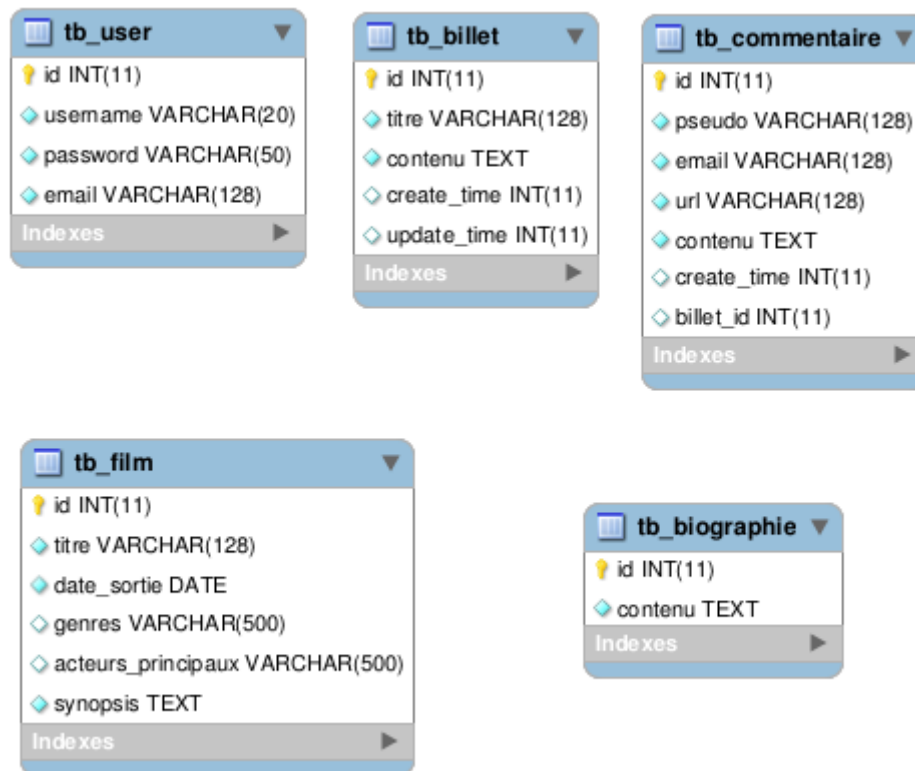 tb_user
id INT(11)
username VARCHAR(20)
password VARCHAR(50)
email VARCHAR(128)
Indexes
tb_billet
id INT(11)
titre VARCHAR(128)
contenu TEXT
create_time INT(11)
update_time INT(11)
Indexes
tb_commentaire
id INT(11)
pseudo VARCHAR(128)
email VARCHAR(128)
url VARCHAR(128)
contenu TEXT
create_time INT(11)
billet_id INT(11)
Indexes
tb_film
id INT(11)
titre VARCHAR(128)
date_sortie DATE
genres VARCHAR(500)
acteurs_principaux VARCHAR(500)
synopsis TEXT
Indexes
tb_biographie
id INT(11)
contenu TEXT
Indexes